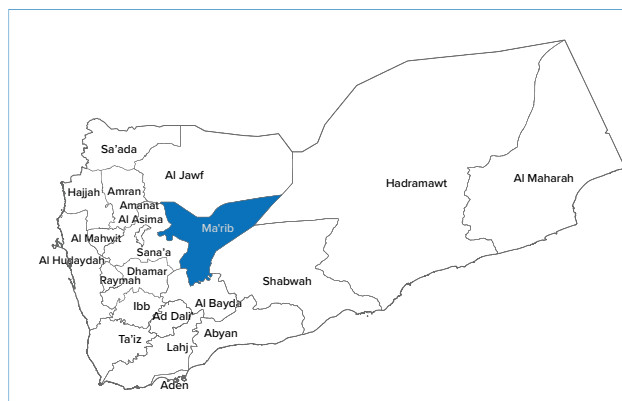 Sa'ada
Al Jawf
Hadramawt
Al Maharah
Hajjah
Amran
Amanat
Al Asima
Ma'rib
Al Mahwit
Sana'a
Al Hudaydah
Dhamar
Raymah
Shabwah
Ibb
Al Bayda
Ad Dali'
Ta'iz
Abyan
Lahj
Aden